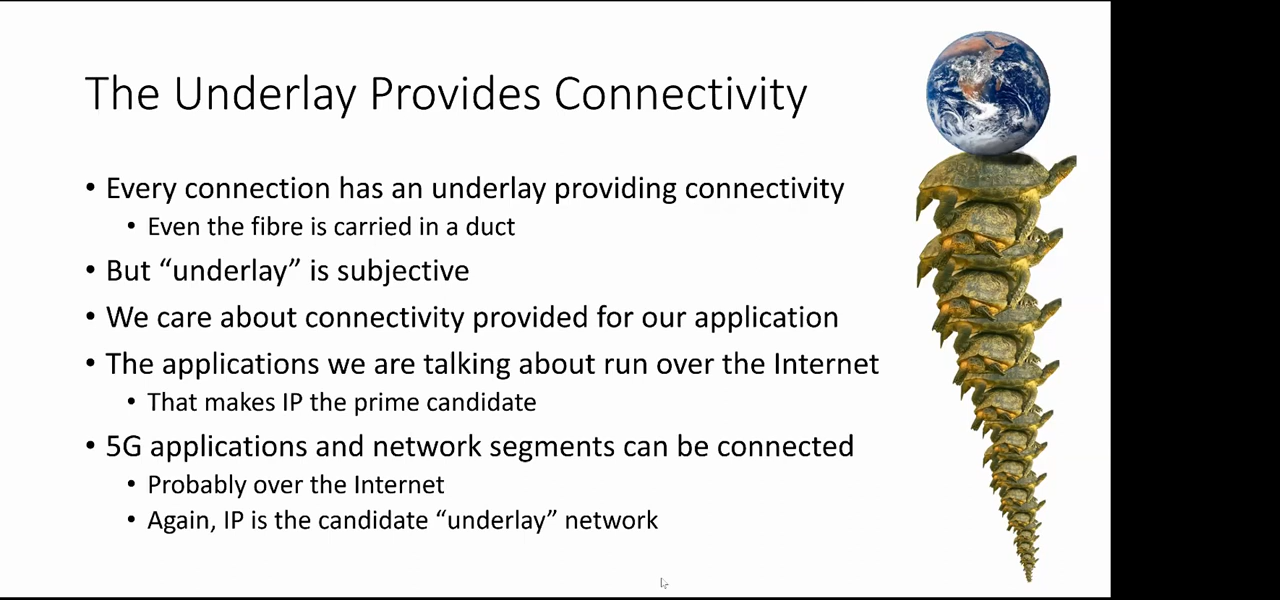 The Underlay Provides Connectivity
• Every connection has an underlay providing connectivity
• Even the fibre is carried in a duct
• But “underlay” is subjective
• We care about connectivity provided for our application
• The applications we are talking about run over the Internet
• That makes IP the prime candidate
• 5G applications and network segments can be connected
• Probably over the Internet
• Again, IP is the candidate “underlay” network